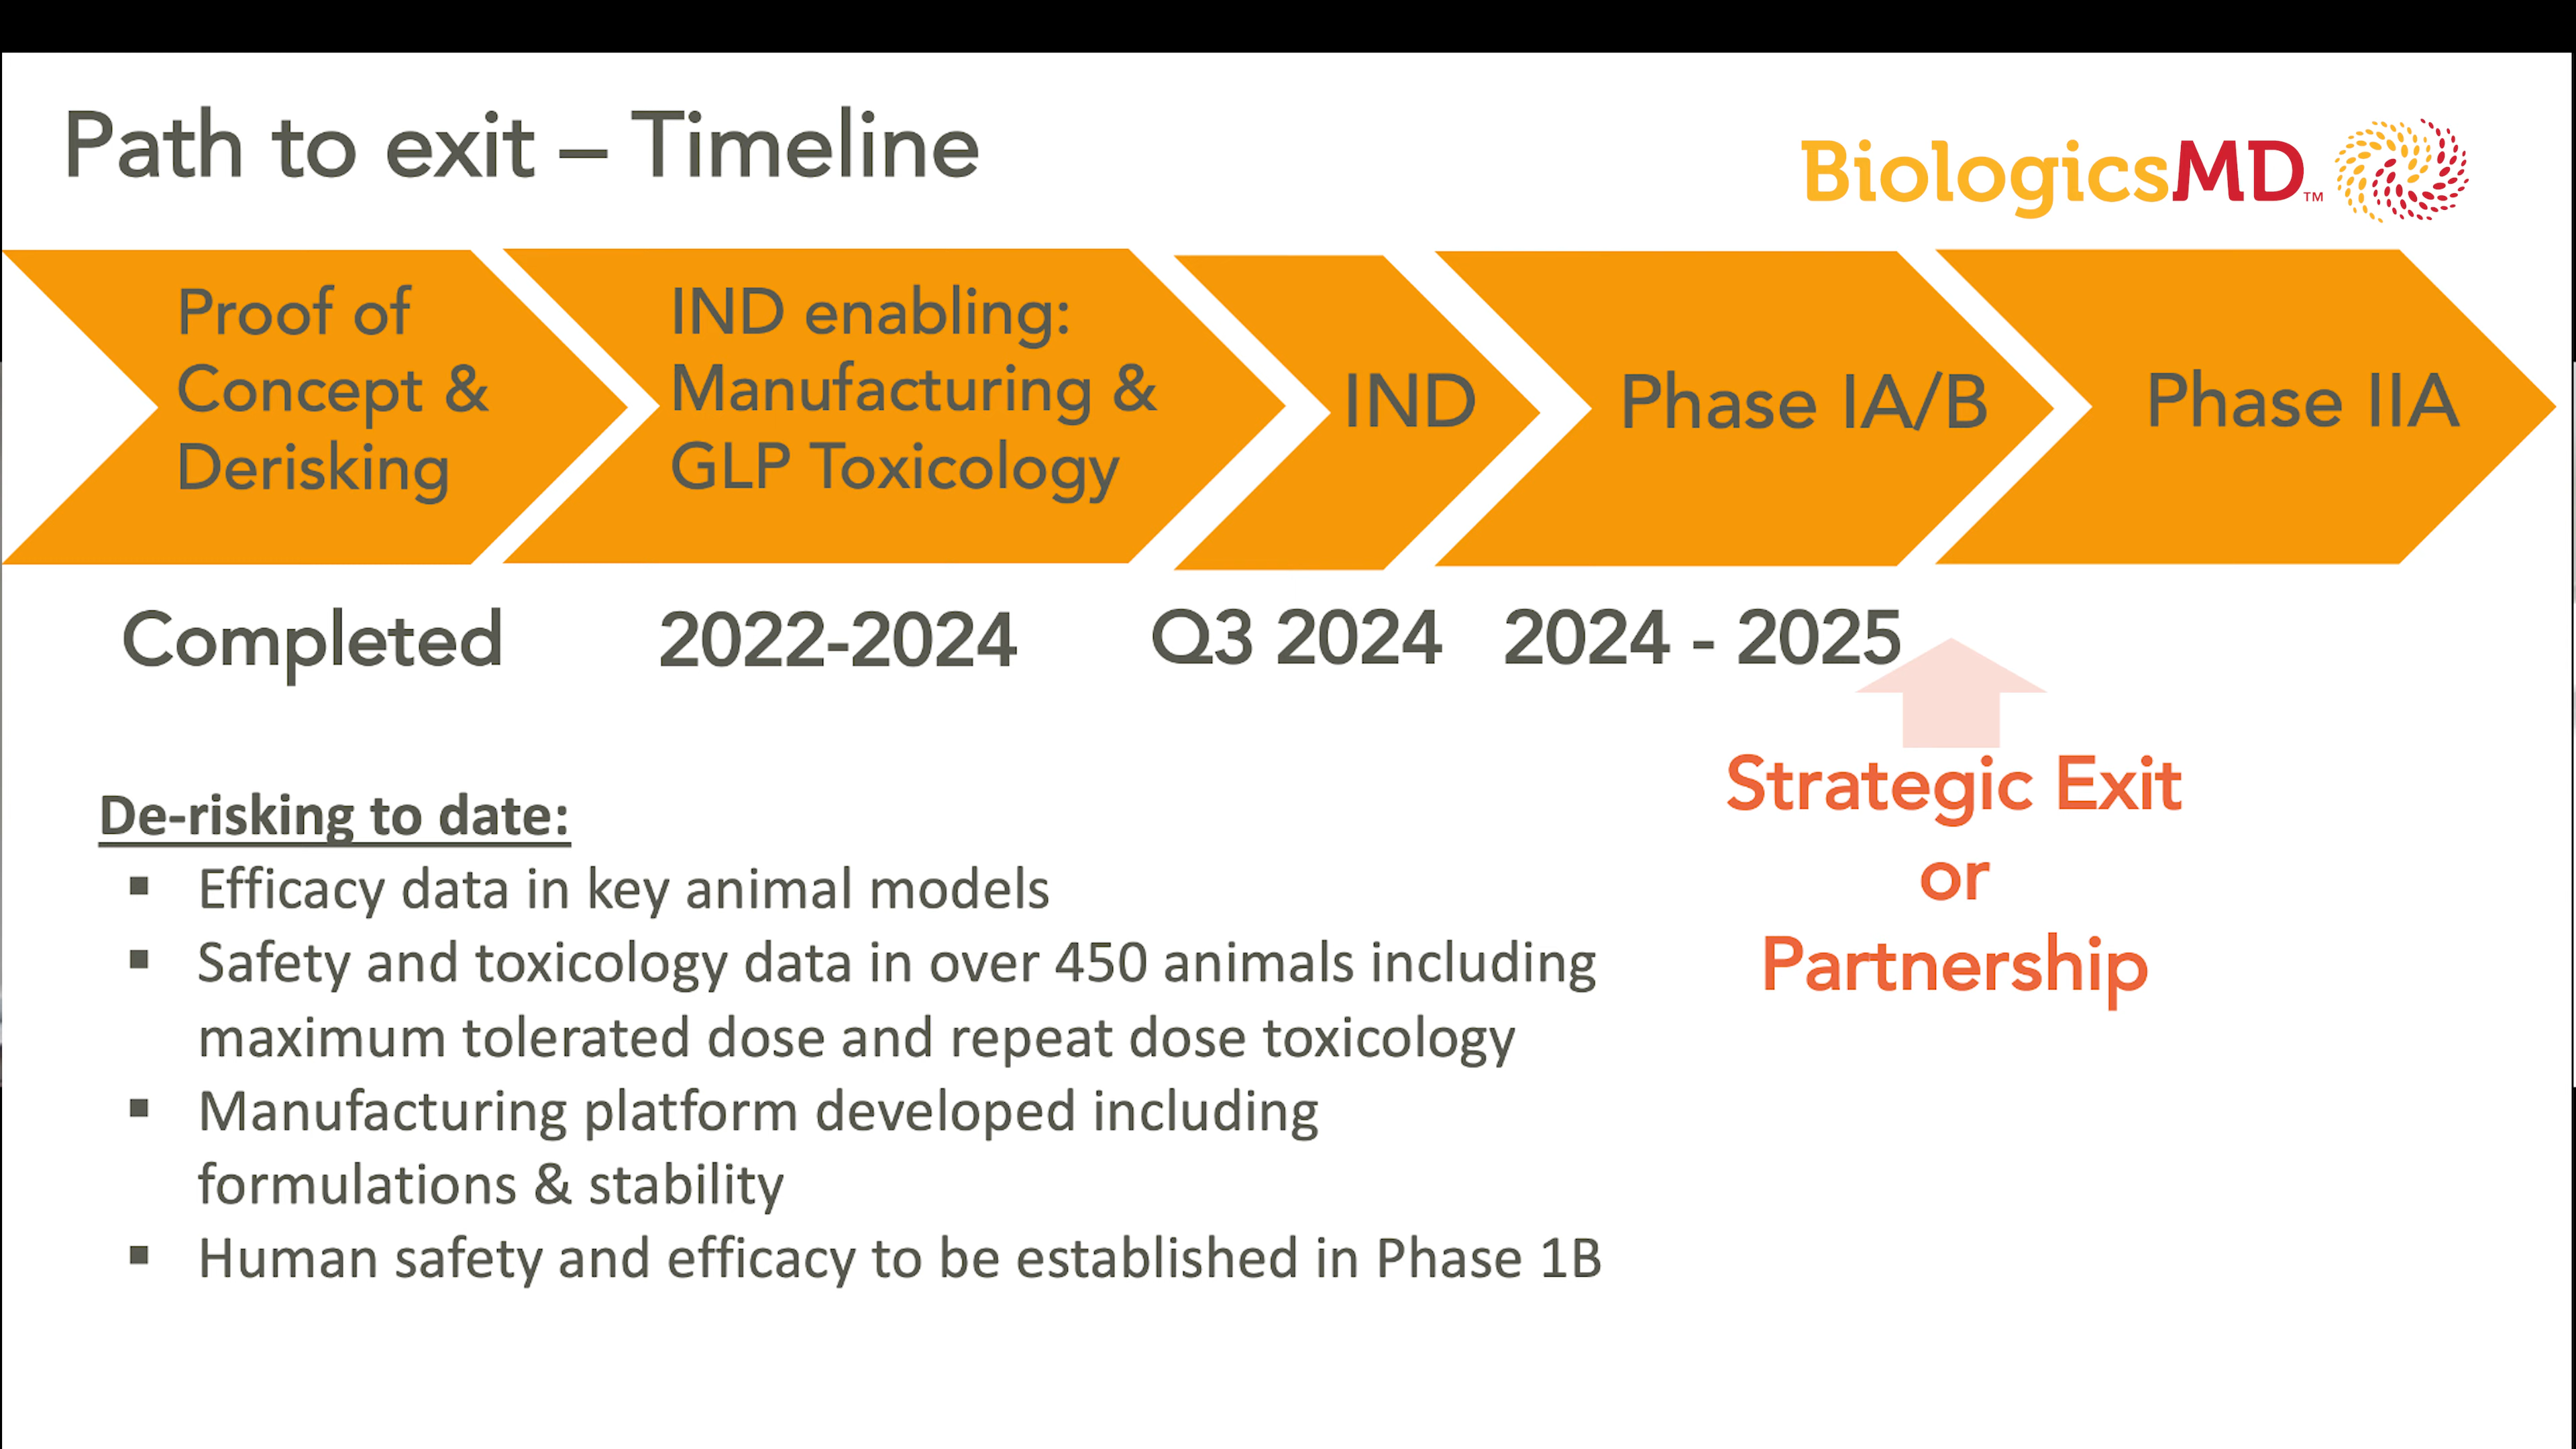 Path to exit – Timeline
BiologicsMD™
Proof of
Concept &
Derisking
IND enabling:
Manufacturing &
GLP Toxicology
IND
Phase IA/B
Phase IIA
Completed
2022-2024
Q3 2024
2024 - 2025
Strategic Exit
or
Partnership
De-risking to date:
▪ Efficacy data in key animal models
▪ Safety and toxicology data in over 450 animals including
maximum tolerated dose and repeat dose toxicology
▪ Manufacturing platform developed including
formulations & stability
▪ Human safety and efficacy to be established in Phase 1B